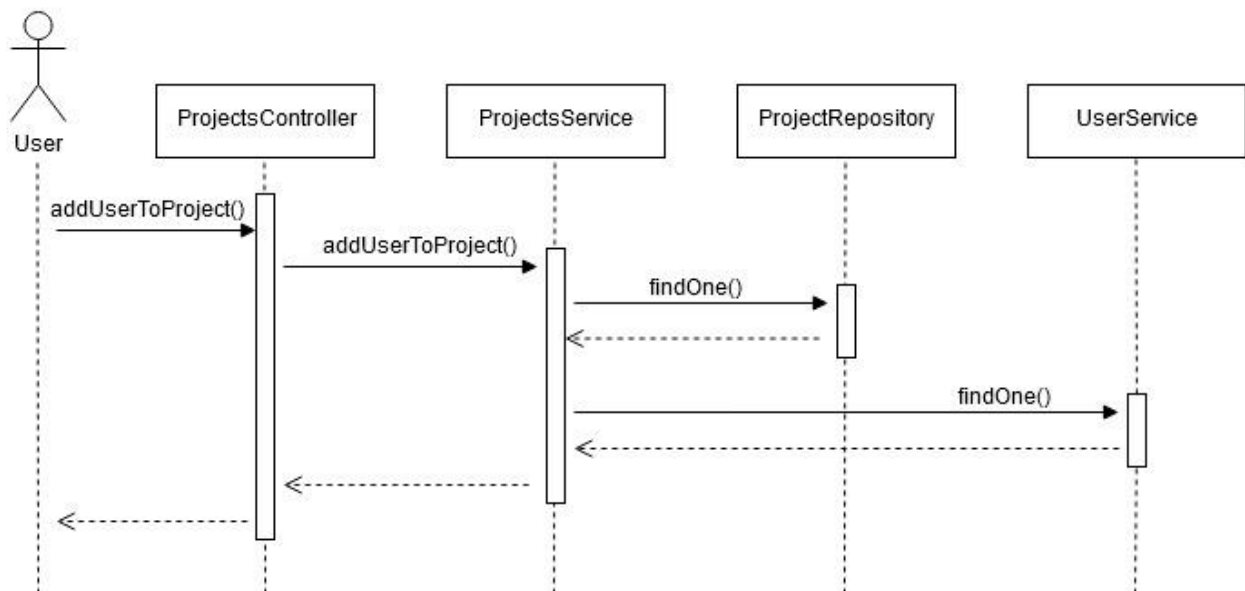 User
ProjectsController
ProjectsService
ProjectRepository
UserService
addUserToProject()
addUserToProject()
findOne()
findOne()